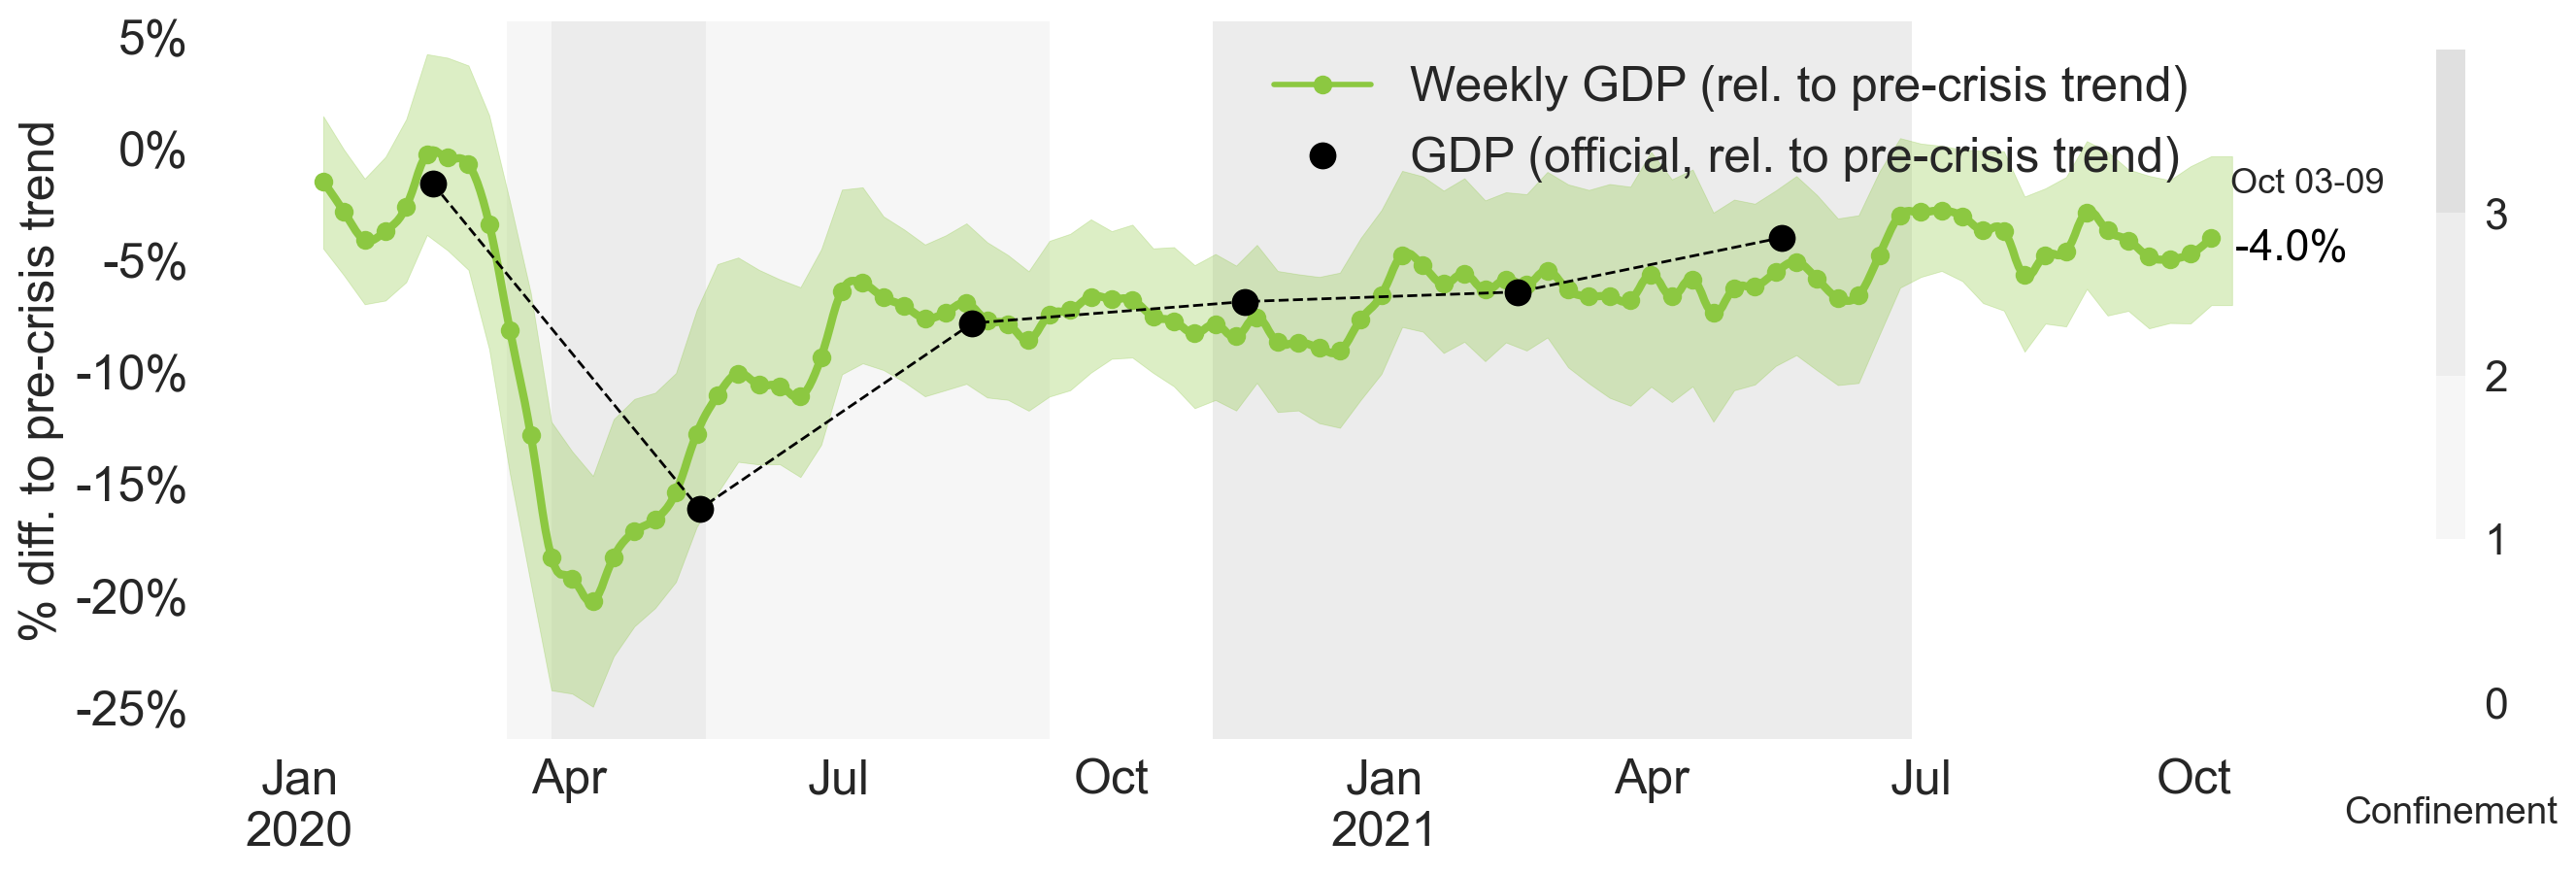 5%
0%
-5%
-10%
-15%
-20%
-25%
% diff. to pre-crisis trend
Weekly GDP (rel. to pre-crisis trend)
GDP (official, rel. to pre-crisis trend)
Oct 03-09
-4.0%
3
2
1
0
Confinement
Jan Apr Jul Oct Jan Apr Jul Oct
2020 2021